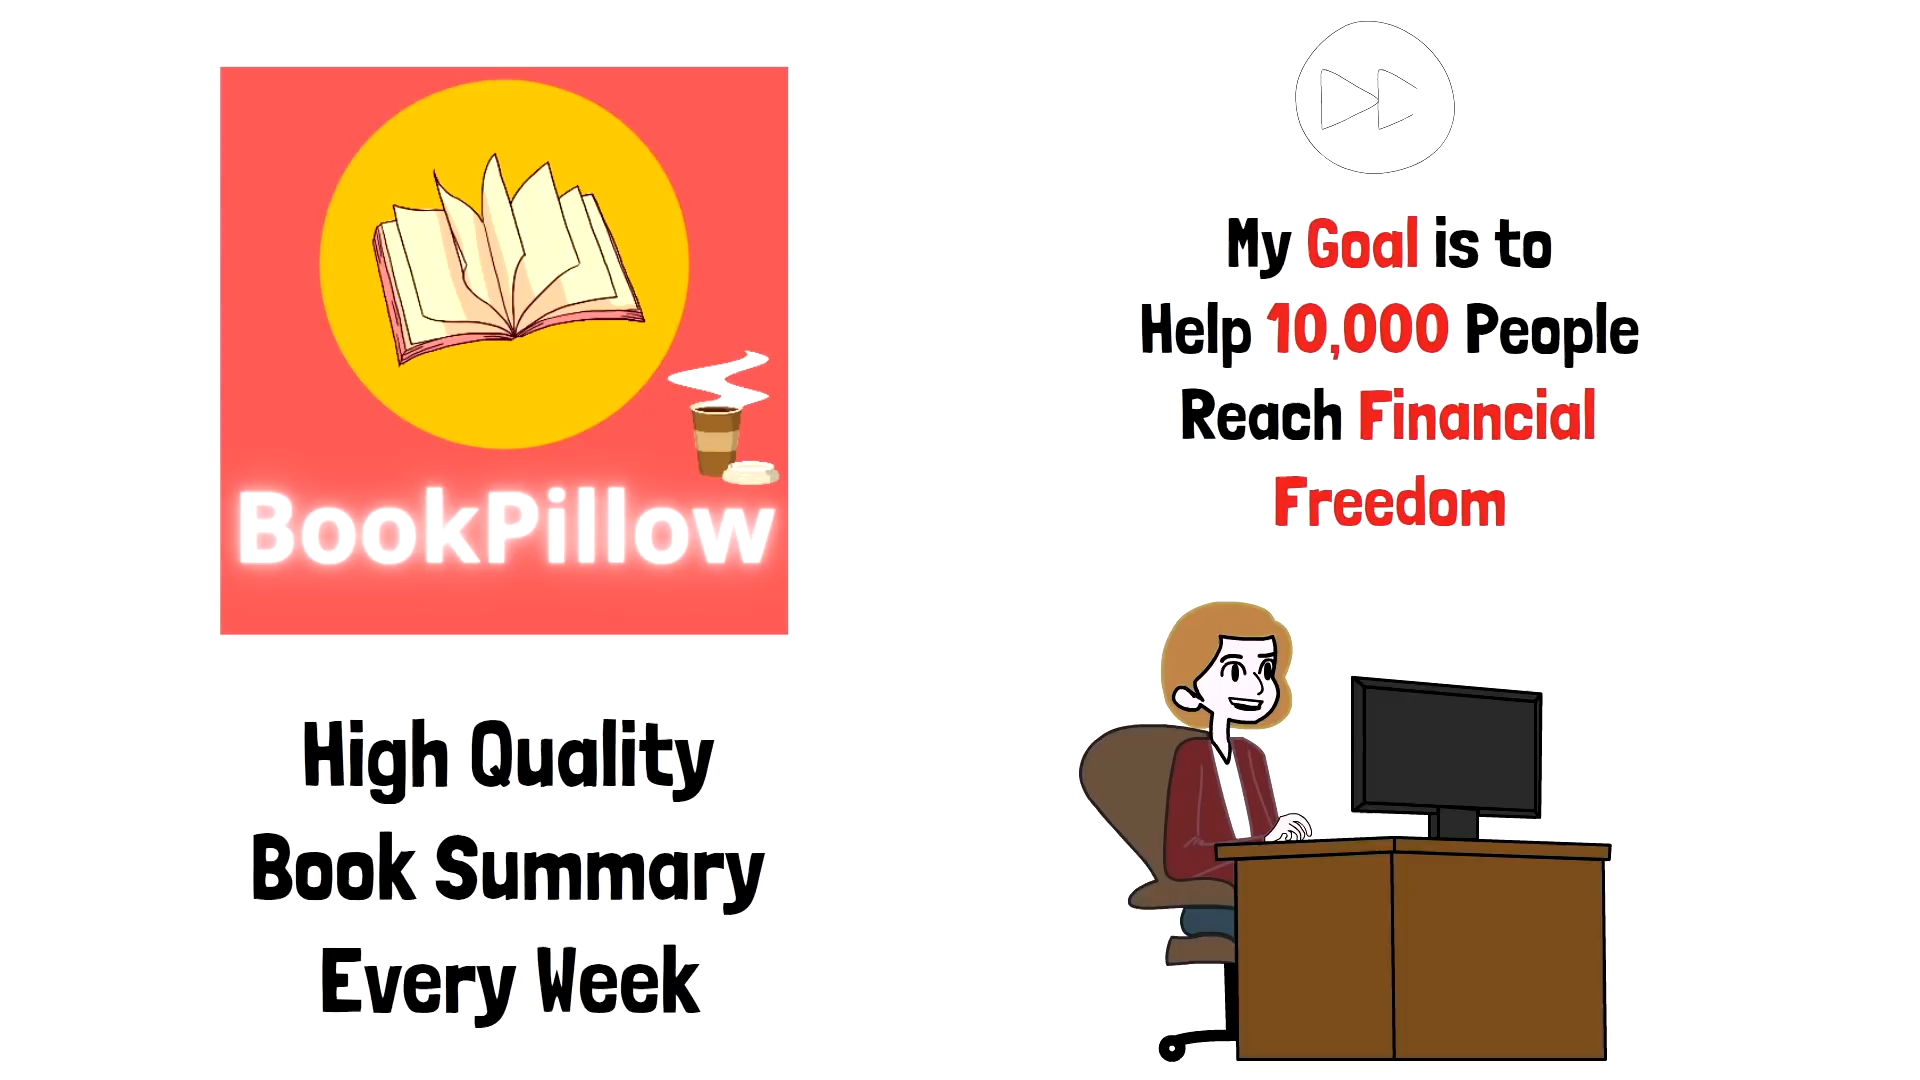 BookPillow
High Quality
Book Summary
Every Week
My Goal is to
Help 10,000 People
Reach Financial
Freedom